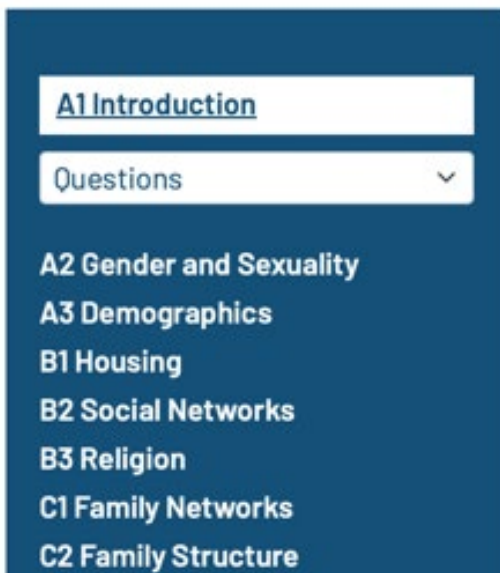 A1 Introduction
Questions
A2 Gender and Sexuality
A3 Demographics
B1 Housing
B2 Social Networks
B3 Religion
C1 Family Networks
C2 Family Structure